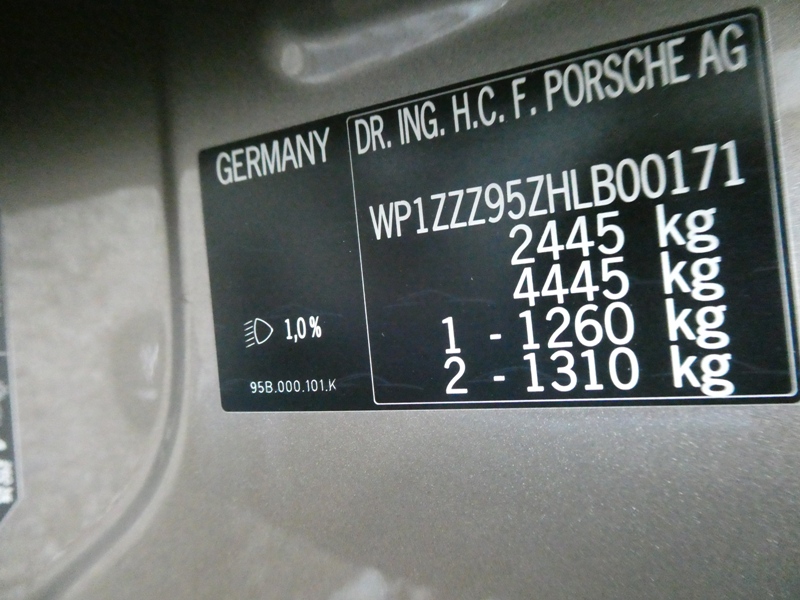 GERMANY
DR. ING. H.C. F. PORSCHE AG
WP1ZZZ95ZHLB00171
2445 kg
4445 kg
1 - 1260 kg
2 - 1310 kg
1,0%
95B.000.101.K